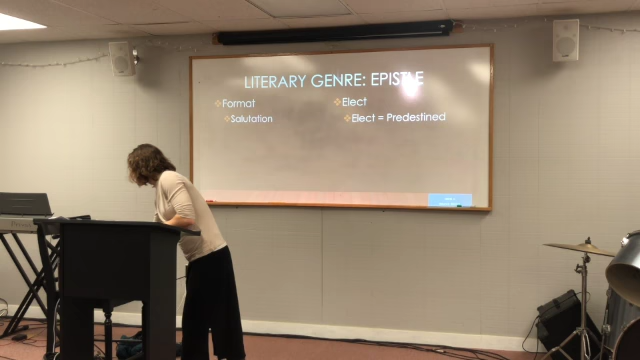 LITERARY GENRE: EPISTLE
Format
Salutation
Elect
Elect = Predestined